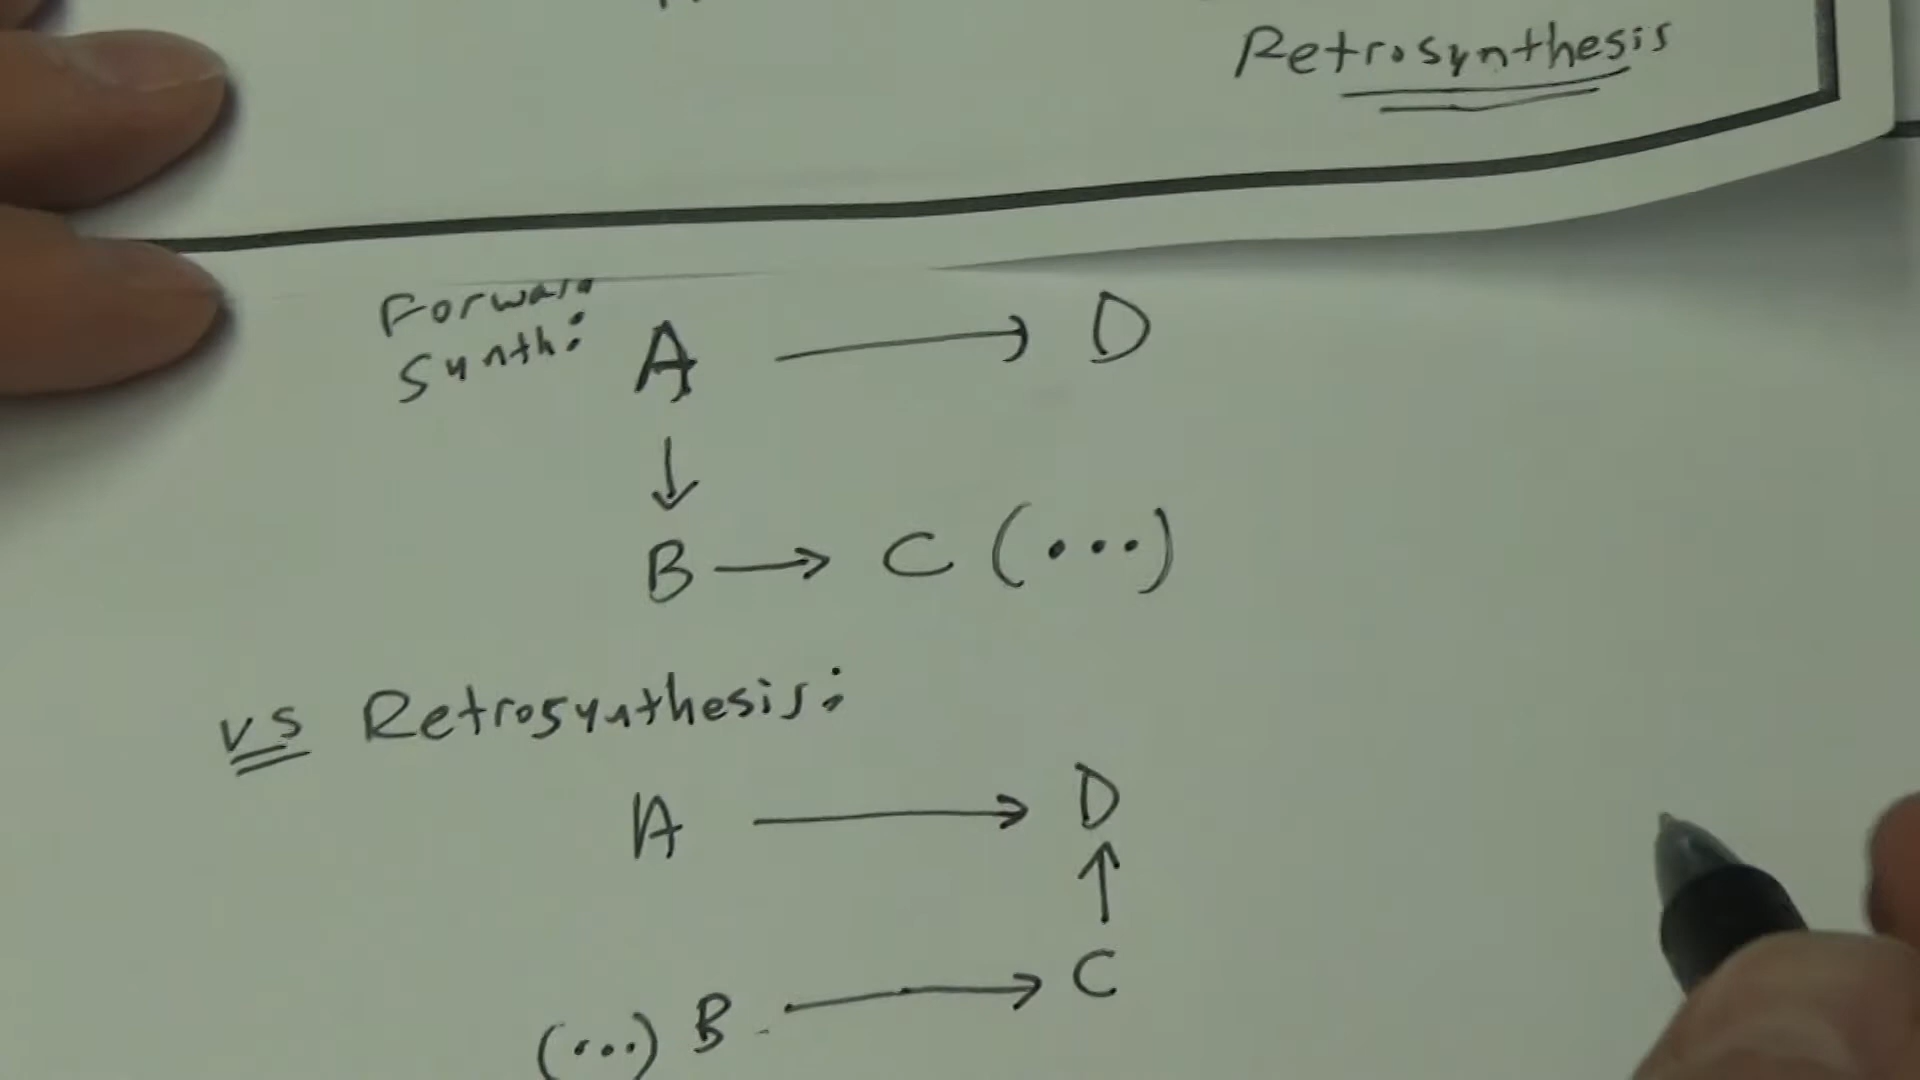 Retrosynthesis
Forward
Synth:
A → D
↓
B → C (...)
vs Retrosynthesis:
A → D
↑
(...) B → C